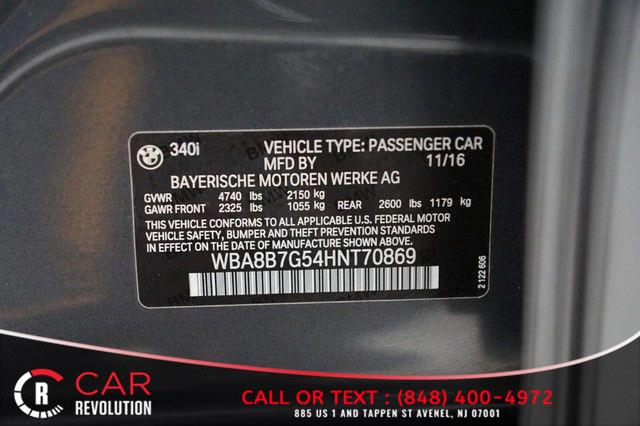 340i VEHICLE TYPE: PASSENGER CAR
MFD BY 11/16
BAYERISCHE MOTOREN WERKE AG
GVWR 4740 lbs 2150 kg
GAWR FRONT 2325 lbs 1055 kg REAR 2600 lbs 1179 kg
THIS VEHICLE CONFORMS TO ALL APPLICABLE U.S. FEDERAL MOTOR
VEHICLE SAFETY, BUMPER AND THEFT PREVENTION STANDARDS
IN EFFECT ON THE DATE OF MANUFACTURE SHOWN ABOVE.
WBA8B7G54HNT70869
2 122 606
R CAR
REVOLUTION
CALL OR TEXT : (848) 400-4972
885 US 1 AND TAPPEN ST AVENEL, NJ 07001